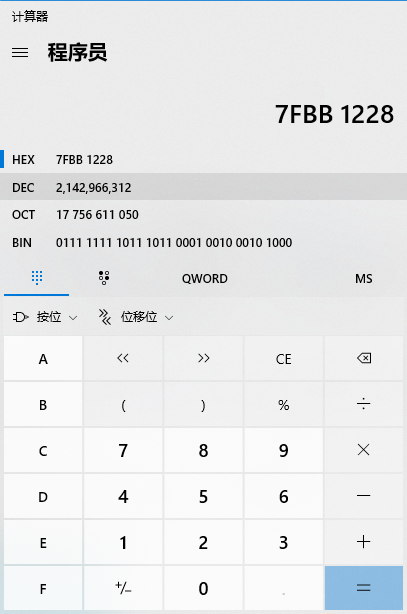 计算器
程序员
7FBB 1228
HEX 7FBB 1228
DEC 2,142,966,312
OCT 17 756 611 050
BIN 0111 1111 1011 1011 0001 0010 0010 1000
QWORD MS
按位 位移位
A << >> CE
B ( ) % ÷
C 7 8 9 ×
D 4 5 6 −
E 1 2 3 +
F +/− 0 . =